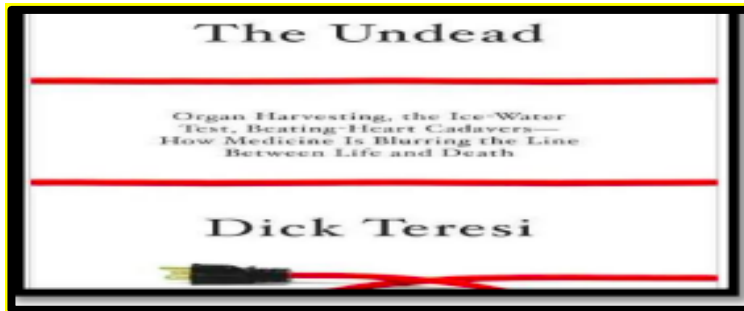 The Undead
Organ Harvesting, the Ice-Water
Test, Beating-Heart Cadavers—
How Medicine Is Blurring the Line
Between Life and Death
Dick Teresi